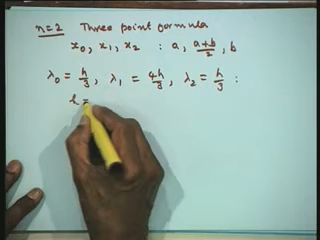 n=2 Three point formula
x₀, x₁, x₂ : a, (a+b)/2, b
λ₀ = h/3, λ₁ = 4h/3, λ₂ = h/3 :
h =